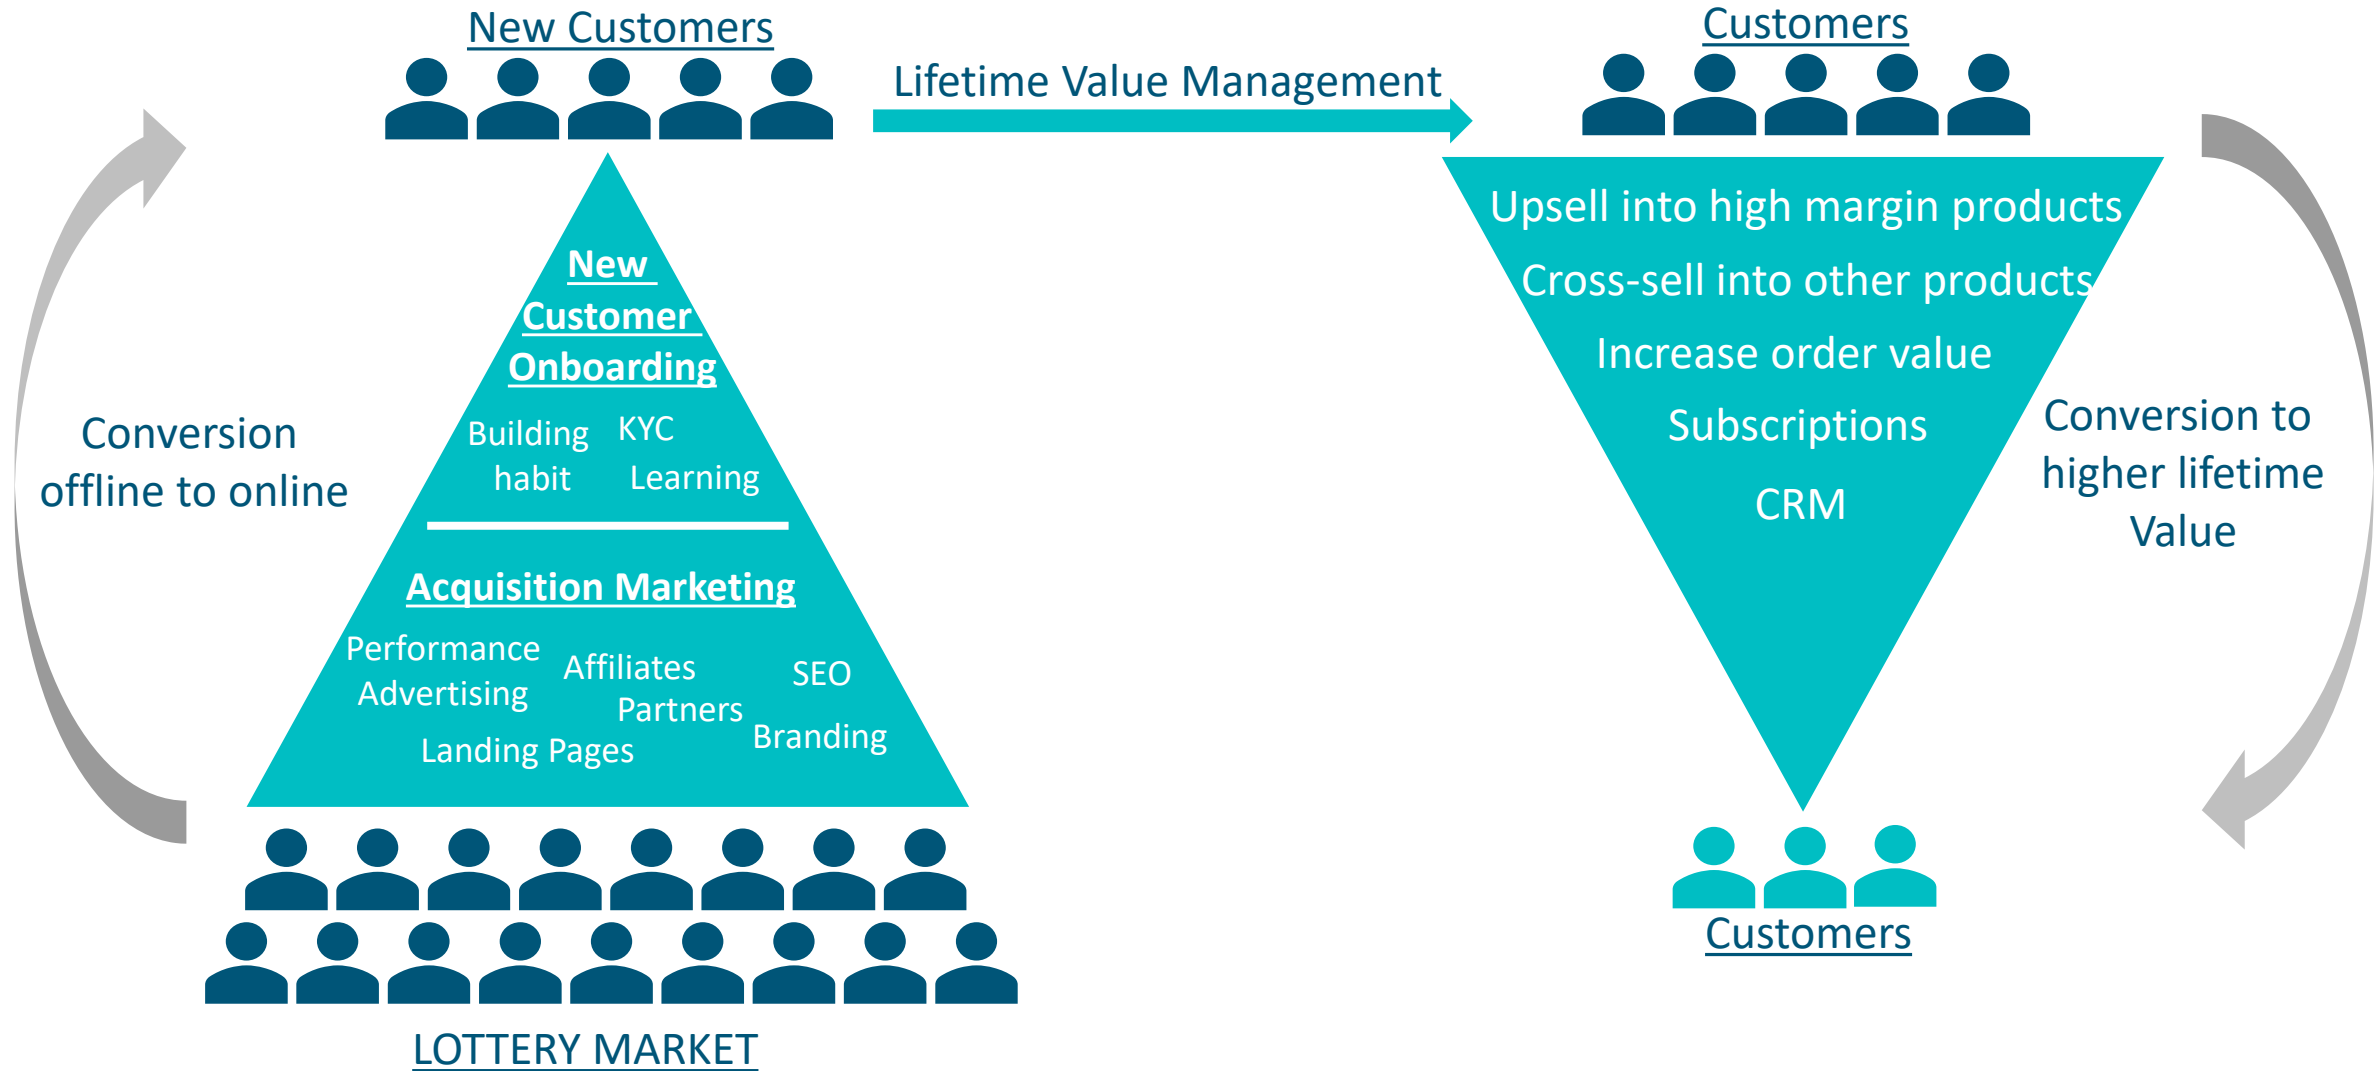 New Customers
Lifetime Value Management
Customers
Conversion
offline to online
New
Customer
Onboarding
Building
habit
KYC
Learning
Acquisition Marketing
Performance
Advertising
Affiliates
Partners
SEO
Branding
Landing Pages
LOTTERY MARKET
Upsell into high margin products
Cross-sell into other products
Increase order value
Subscriptions
CRM
Conversion to
higher lifetime
Value
Customers